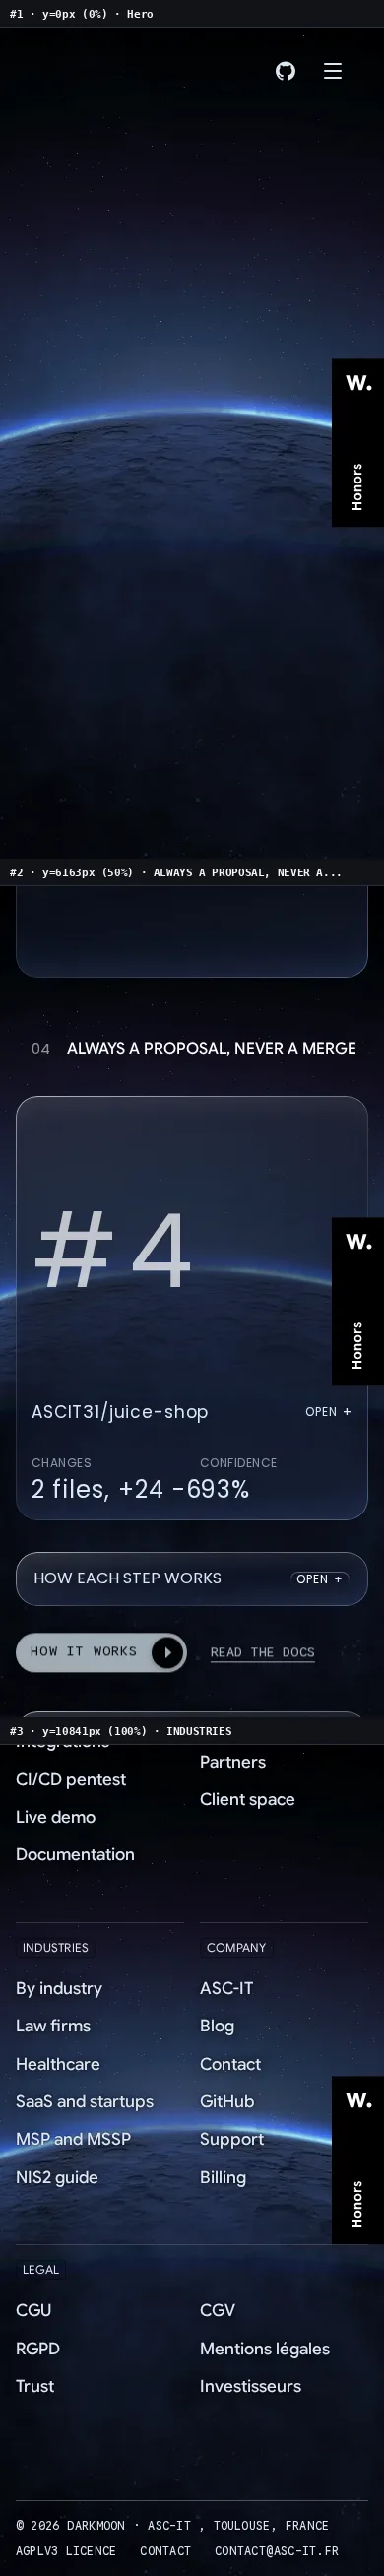 #1 · y=0px (0%) · Hero
W.
Honors
#2 · y=6163px (50%) · ALWAYS A PROPOSAL, NEVER A...
04 ALWAYS A PROPOSAL, NEVER A MERGE
#4
W.
Honors
ASCIT31/juice-shop OPEN +
CHANGES CONFIDENCE
2 files, +24 -693%
HOW EACH STEP WORKS OPEN +
HOW IT WORKS READ THE DOCS
#3 · y=10841px (100%) · INDUSTRIES
Integrations
Partners
CI/CD pentest
Client space
Live demo
Documentation
INDUSTRIES COMPANY
By industry ASC-IT
Law firms Blog
Healthcare Contact
SaaS and startups GitHub
MSP and MSSP Support
NIS2 guide Billing
W.
Honors
LEGAL
CGU CGV
RGPD Mentions légales
Trust Investisseurs
© 2026 DARKMOON · ASC-IT , TOULOUSE, FRANCE
AGPLV3 LICENCE CONTACT CONTACT@ASC-IT.FR